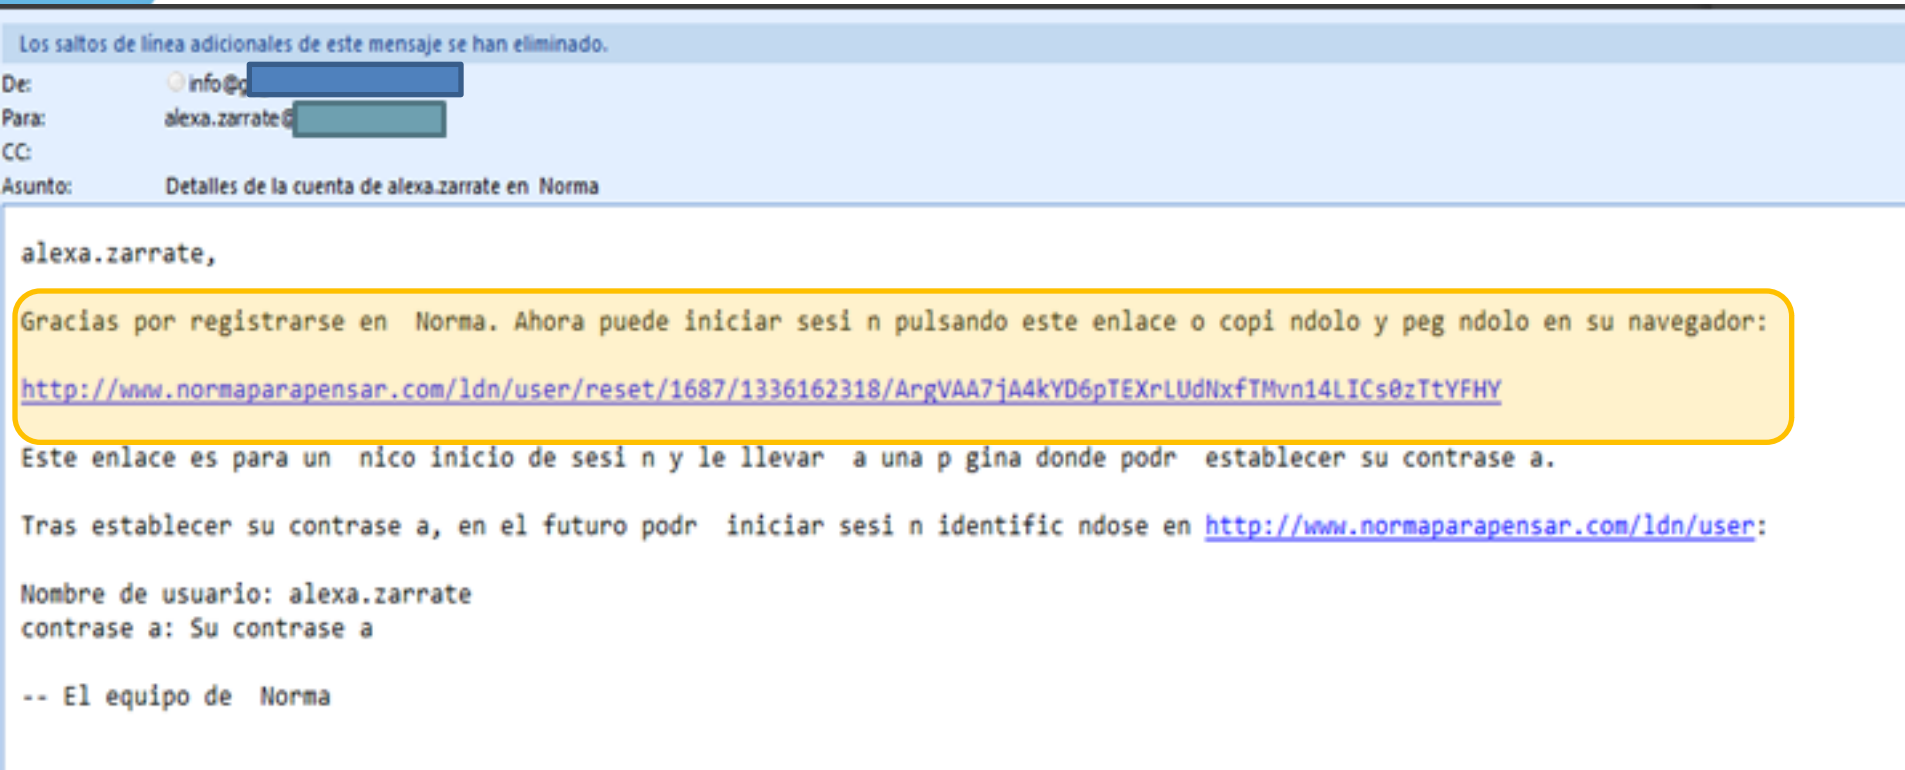 Los saltos de línea adicionales de este mensaje se han eliminado.
De: info@g
Para: alexa.zarrate@
CC:
Asunto: Detalles de la cuenta de alexa.zarrate en  Norma
alexa.zarrate,
Gracias por registrarse en  Norma. Ahora puede iniciar sesi n pulsando este enlace o copi ndolo y peg ndolo en su navegador:
http://www.normaparapensar.com/ldn/user/reset/1687/1336162318/ArgVAA7jA4kYD6pTEXrLUdNxfTMvn14LICs0zTtYFHY
Este enlace es para un  nico inicio de sesi n y le llevar  a una p gina donde podr  establecer su contrase a.
Tras establecer su contrase a, en el futuro podr  iniciar sesi n identific ndose en http://www.normaparapensar.com/ldn/user:
Nombre de usuario: alexa.zarrate
contrase a: Su contrase a
-- El equipo de  Norma